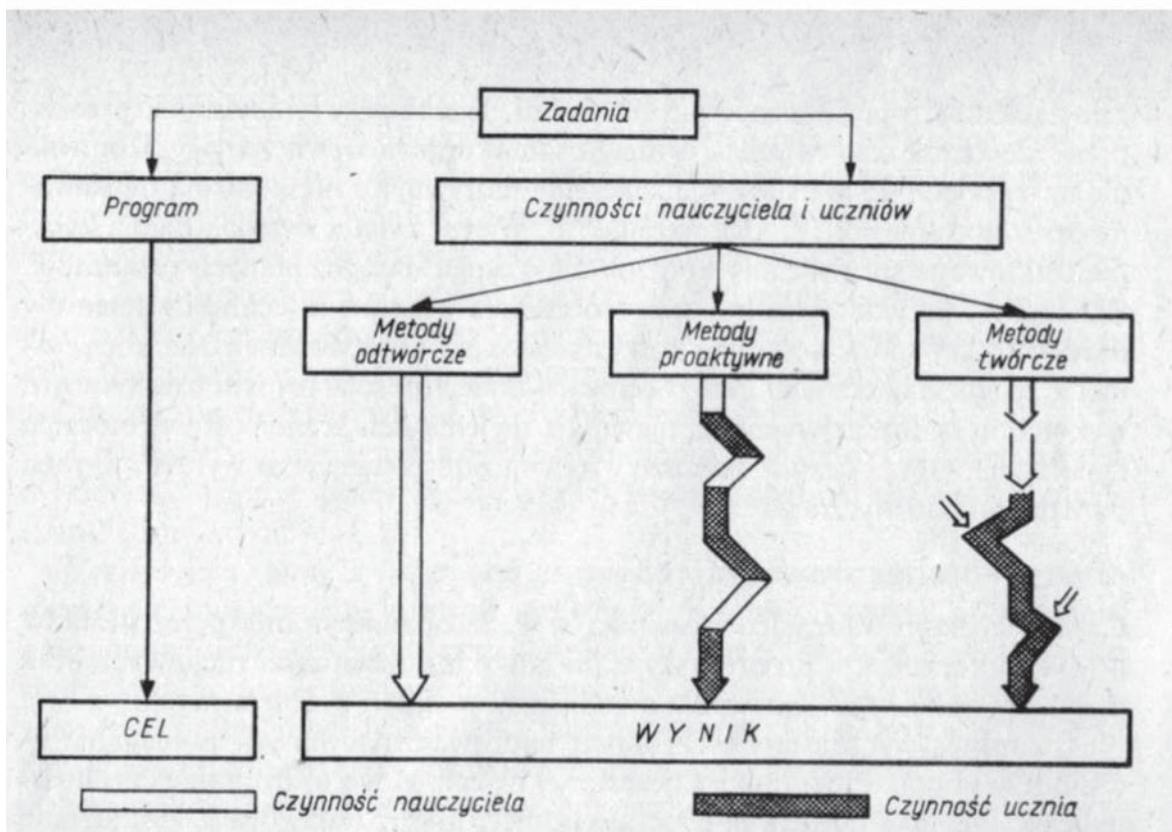 Zadania
Program
Czynności nauczyciela i uczniów
Metody
odtwórcze
Metody
proaktywne
Metody
twórcze
CEL
WYNIK
Czynność nauczyciela
Czynność ucznia